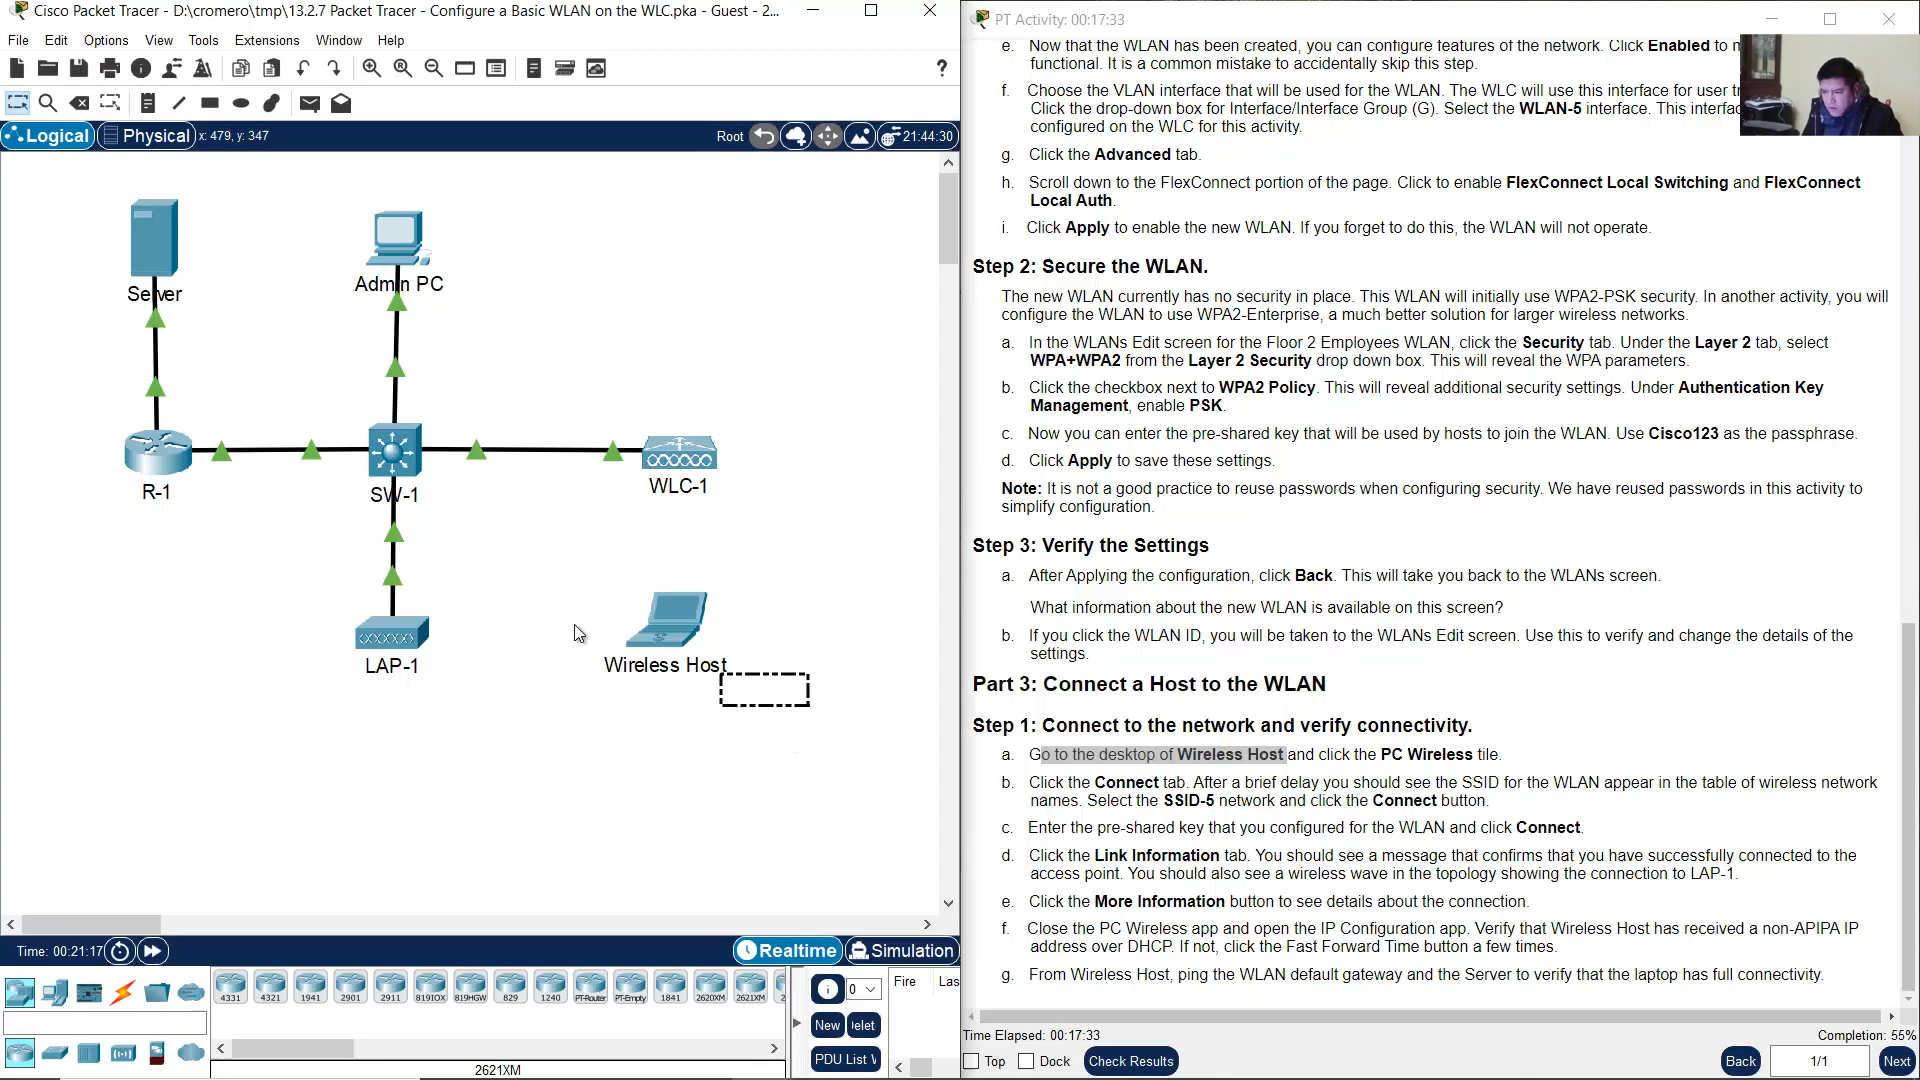 Cisco Packet Tracer - D:\cromero\tmp\13.2.7 Packet Tracer - Configure a Basic WLAN on the WLC.pka - Guest - 2...
File Edit Options View Tools Extensions Window Help
Logical Physical x: 479, y: 347 Root 21:44:30
Server
Admin PC
R-1
SW-1
WLC-1
LAP-1
Wireless Host
Time: 00:21:17 Realtime Simulation
4331 4321 1941 2901 2911 819IOX 819HGW 829 1240 PT-Router PT-Empty 1841 2620XM 2621XM
0
Fire Las
New Delet
PDU List
2621XM
PT Activity: 00:17:33
e. Now that the WLAN has been created, you can configure features of the network. Click Enabled to
functional. It is a common mistake to accidentally skip this step.
f. Choose the VLAN interface that will be used for the WLAN. The WLC will use this interface for user
Click the drop-down box for Interface/Interface Group (G). Select the WLAN-5 interface. This
configured on the WLC for this activity.
g. Click the Advanced tab.
h. Scroll down to the FlexConnect portion of the page. Click to enable FlexConnect Local Switching and FlexConnect
Local Auth.
i. Click Apply to enable the new WLAN. If you forget to do this, the WLAN will not operate.
Step 2: Secure the WLAN.
The new WLAN currently has no security in place. This WLAN will initially use WPA2-PSK security. In another activity, you will
configure the WLAN to use WPA2-Enterprise, a much better solution for larger wireless networks.
a. In the WLANs Edit screen for the Floor 2 Employees WLAN, click the Security tab. Under the Layer 2 tab, select
WPA+WPA2 from the Layer 2 Security drop down box. This will reveal the WPA parameters.
b. Click the checkbox next to WPA2 Policy. This will reveal additional security settings. Under Authentication Key
Management, enable PSK.
c. Now you can enter the pre-shared key that will be used by hosts to join the WLAN. Use Cisco123 as the passphrase.
d. Click Apply to save these settings.
Note: It is not a good practice to reuse passwords when configuring security. We have reused passwords in this activity to
simplify configuration.
Step 3: Verify the Settings
a. After Applying the configuration, click Back. This will take you back to the WLANs screen.
What information about the new WLAN is available on this screen?
b. If you click the WLAN ID, you will be taken to the WLANs Edit screen. Use this to verify and change the details of the
settings.
Part 3: Connect a Host to the WLAN
Step 1: Connect to the network and verify connectivity.
a. Go to the desktop of Wireless Host and click the PC Wireless tile.
b. Click the Connect tab. After a brief delay you should see the SSID for the WLAN appear in the table of wireless network
names. Select the SSID-5 network and click the Connect button.
c. Enter the pre-shared key that you configured for the WLAN and click Connect.
d. Click the Link Information tab. You should see a message that confirms that you have successfully connected to the
access point. You should also see a wireless wave in the topology showing the connection to LAP-1.
e. Click the More Information button to see details about the connection.
f. Close the PC Wireless app and open the IP Configuration app. Verify that Wireless Host has received a non-APIPA IP
address over DHCP. If not, click the Fast Forward Time button a few times.
g. From Wireless Host, ping the WLAN default gateway and the Server to verify that the laptop has full connectivity.
Time Elapsed: 00:17:33 Completion: 55%
Top Dock Check Results Back 1/1 Next